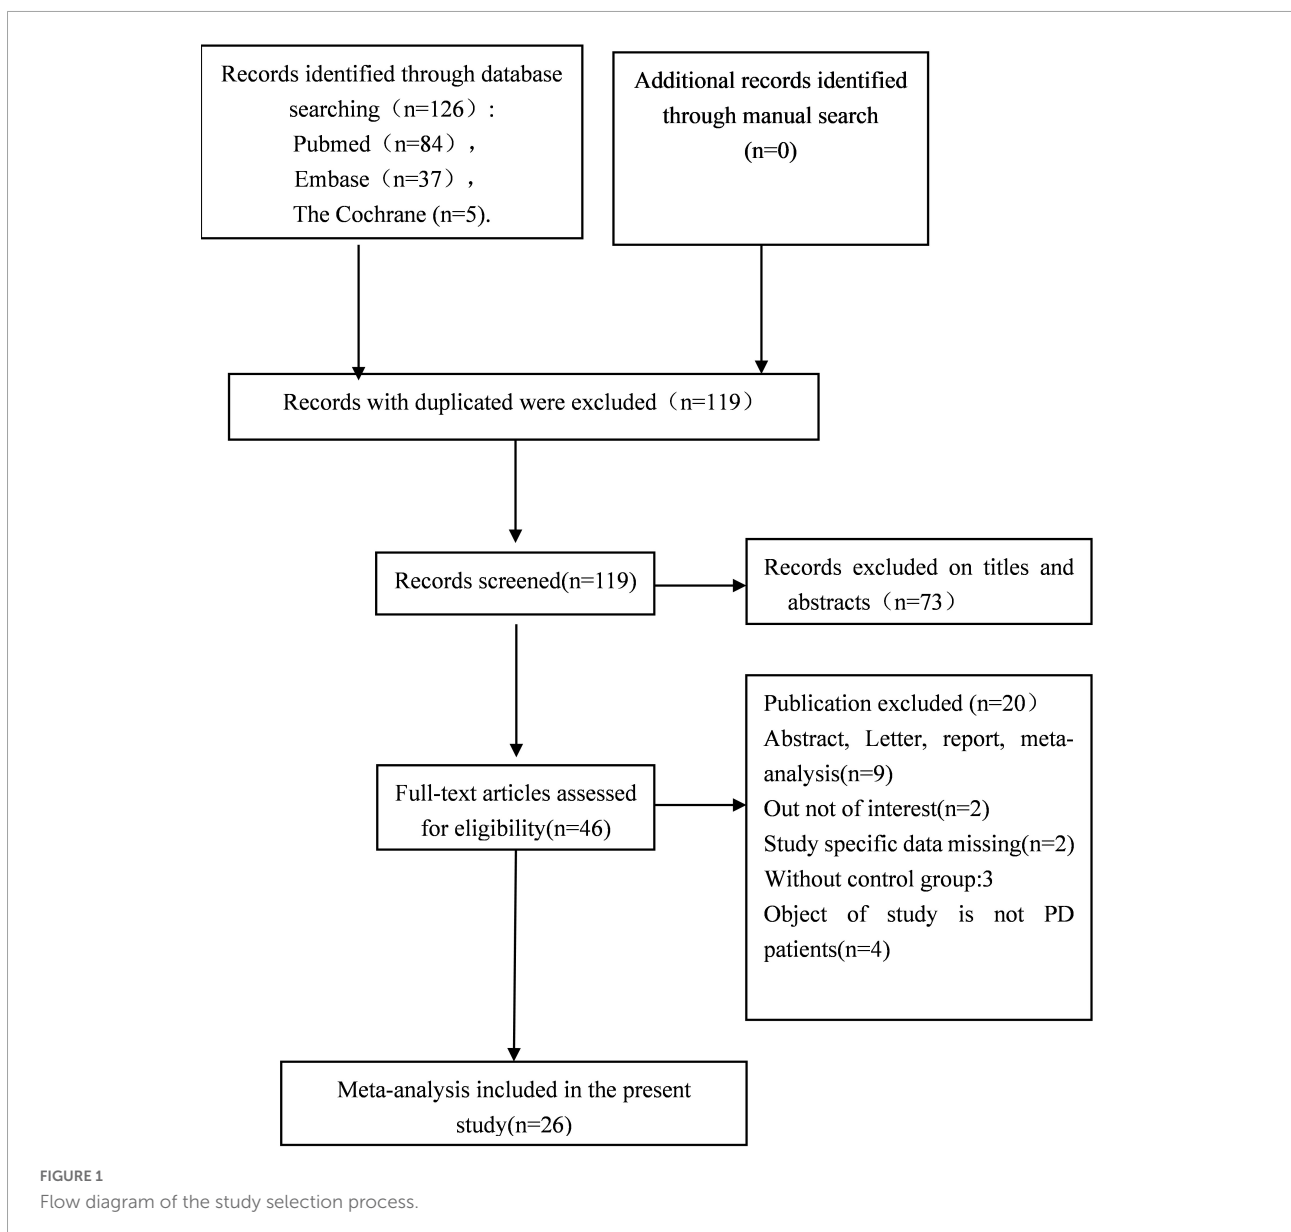 Records identified through database
searching（n=126）:
Pubmed（n=84），
Embase（n=37），
The Cochrane (n=5).
Additional records identified
through manual search
(n=0)
Records with duplicated were excluded（n=119）
Records screened(n=119)
Records excluded on titles and
abstracts（n=73）
Full-text articles assessed
for eligibility(n=46)
Publication excluded (n=20）
Abstract, Letter, report, meta-
analysis(n=9)
Out not of interest(n=2)
Study specific data missing(n=2)
Without control group:3
Object of study is not PD
patients(n=4)
Meta-analysis included in the present
study(n=26)
FIGURE 1
Flow diagram of the study selection process.